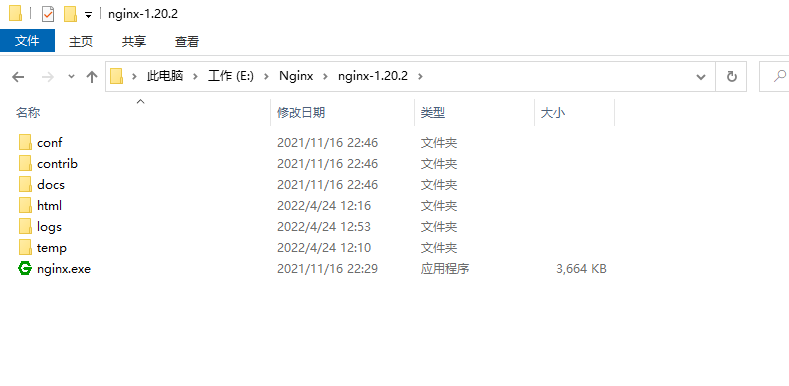 nginx-1.20.2
文件 主页 共享 查看
此电脑 工作 (E:) Nginx nginx-1.20.2
名称 修改日期 类型 大小
conf 2021/11/16 22:46 文件夹
contrib 2021/11/16 22:46 文件夹
docs 2021/11/16 22:46 文件夹
html 2022/4/24 12:16 文件夹
logs 2022/4/24 12:53 文件夹
temp 2022/4/24 12:10 文件夹
nginx.exe 2021/11/16 22:29 应用程序 3,664 KB